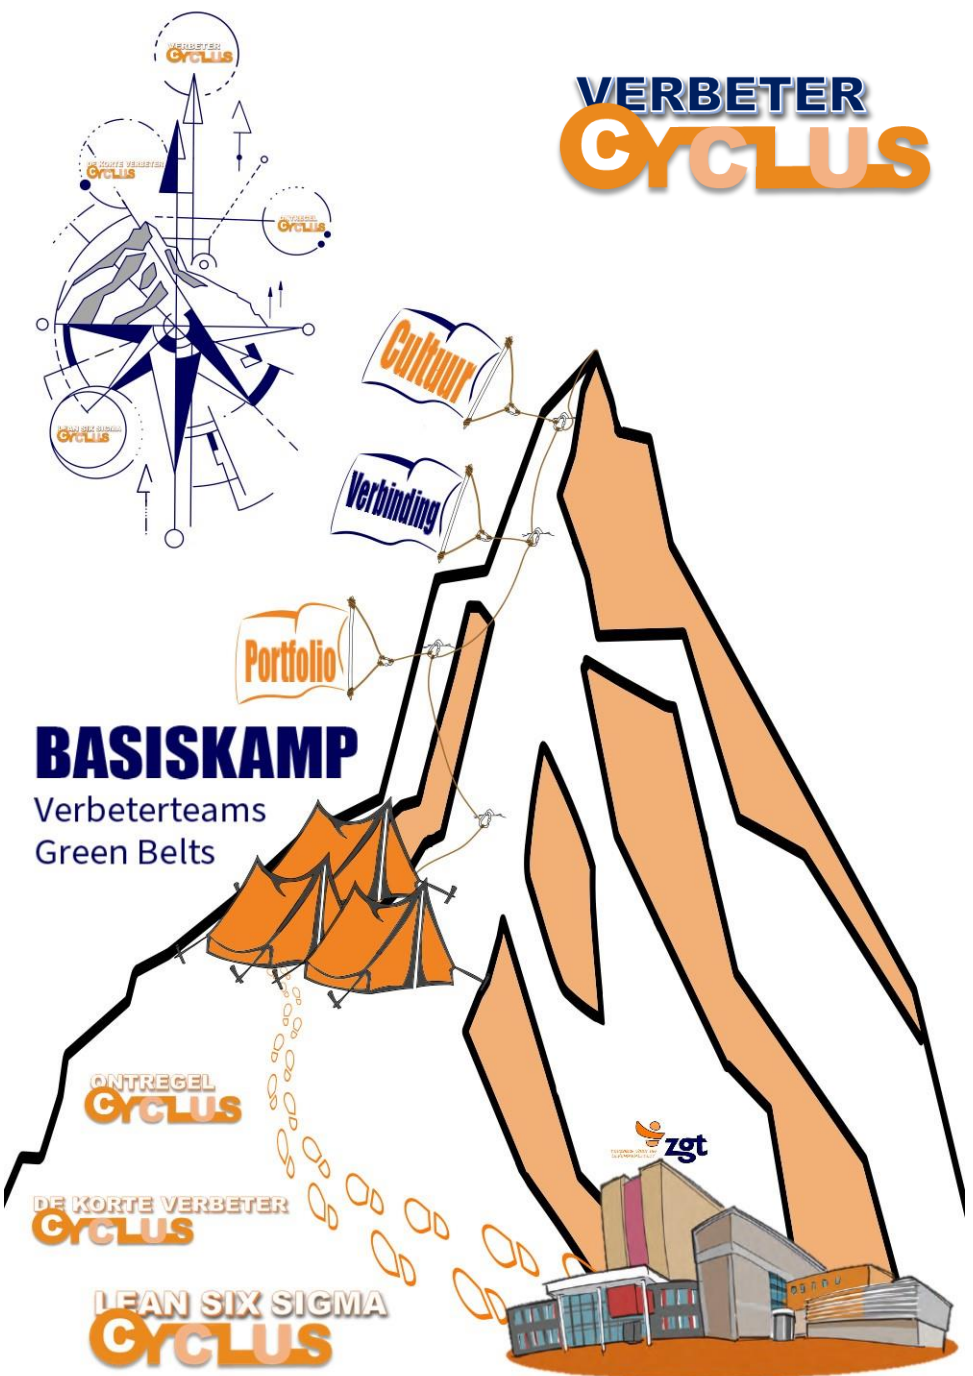 VERBETER
CYCLUS
VERBETER
CYCLUS
DE KORTE VERBETER
CYCLUS
ONTREGEL
CYCLUS
LEAN SIX SIGMA
CYCLUS
Cultuur
Verbinding
Portfolio
BASISKAMP
Verbeterteams
Green Belts
ONTREGEL
CYCLUS
DE KORTE VERBETER
CYCLUS
LEAN SIX SIGMA
CYCLUS
zgt